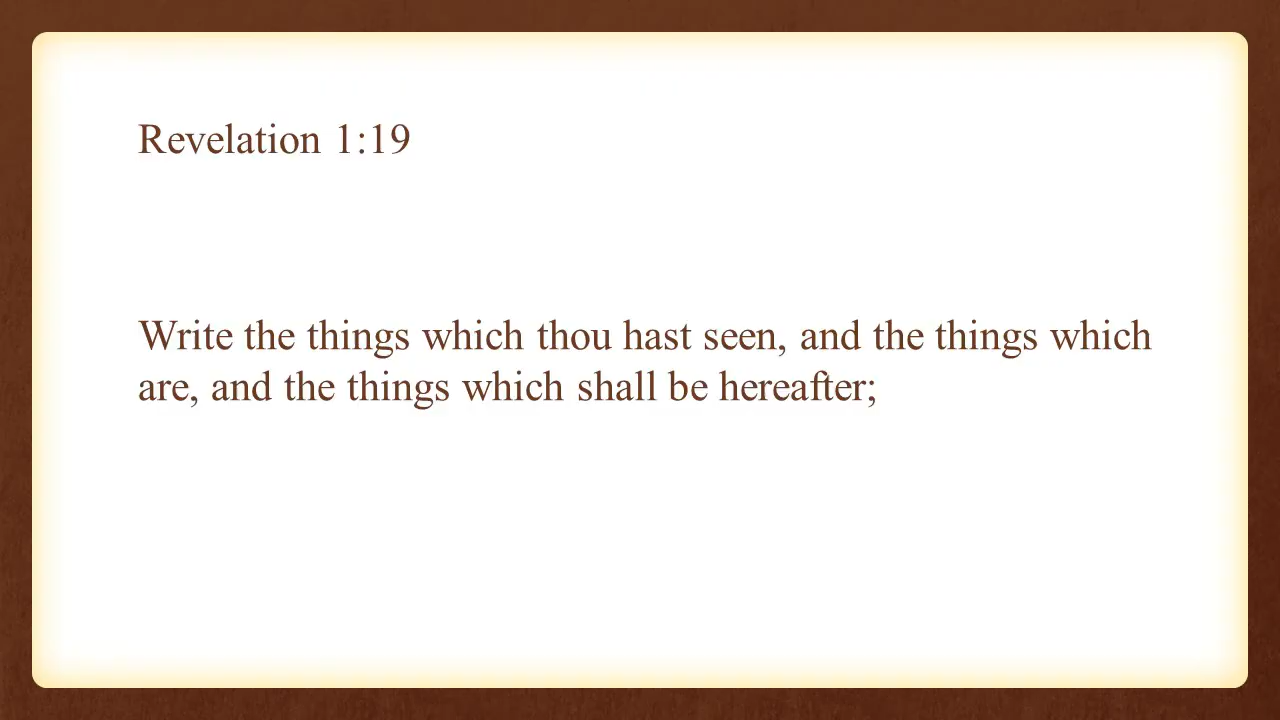 Revelation 1:19
Write the things which thou hast seen, and the things which
are, and the things which shall be hereafter;